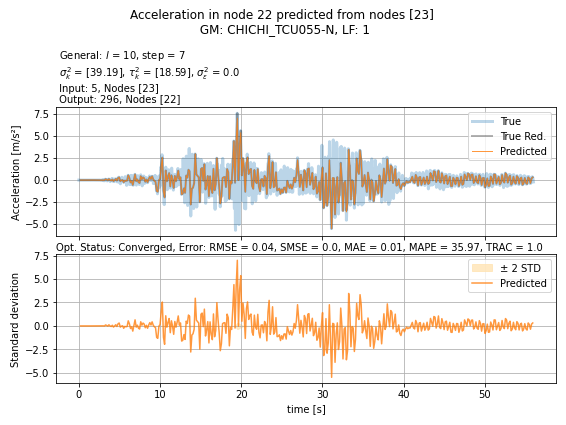 Acceleration in node 22 predicted from nodes [23]
GM: CHICHI_TCU055-N, LF: 1
General: l = 10, step = 7
σ²ₖ = [39.19], τ²ₖ = [18.59], σ²ε = 0.0
Input: 5, Nodes [23]
Output: 296, Nodes [22]
7.5
5.0
2.5
0.0
−2.5
−5.0
Acceleration [m/s²]
True
True Red.
Predicted
Opt. Status: Converged, Error: RMSE = 0.04, SMSE = 0.0, MAE = 0.01, MAPE = 35.97, TRAC = 1.0
7.5
5.0
2.5
0.0
−2.5
−5.0
Standard deviation
± 2 STD
Predicted
0 10 20 30 40 50
time [s]